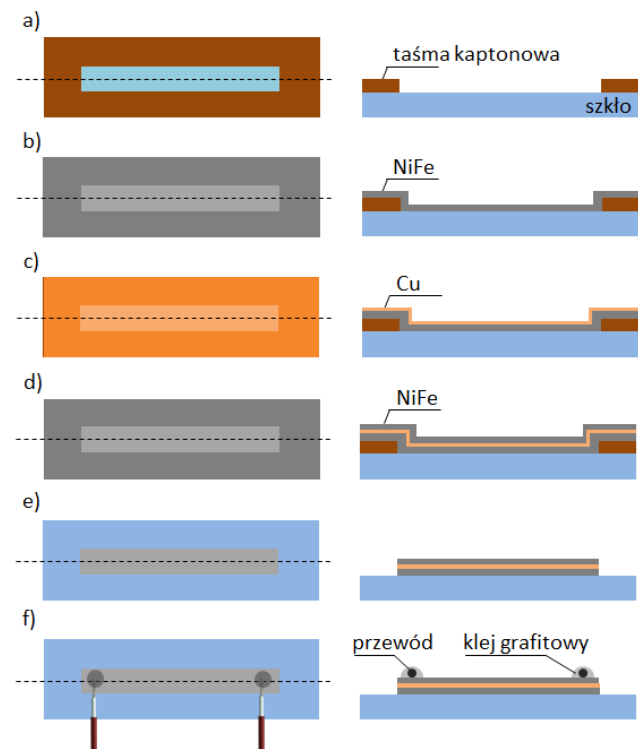 a)
taśma kaptonowa
szkło
b)
NiFe
c)
Cu
d)
NiFe
e)
f)
przewód
klej grafitowy